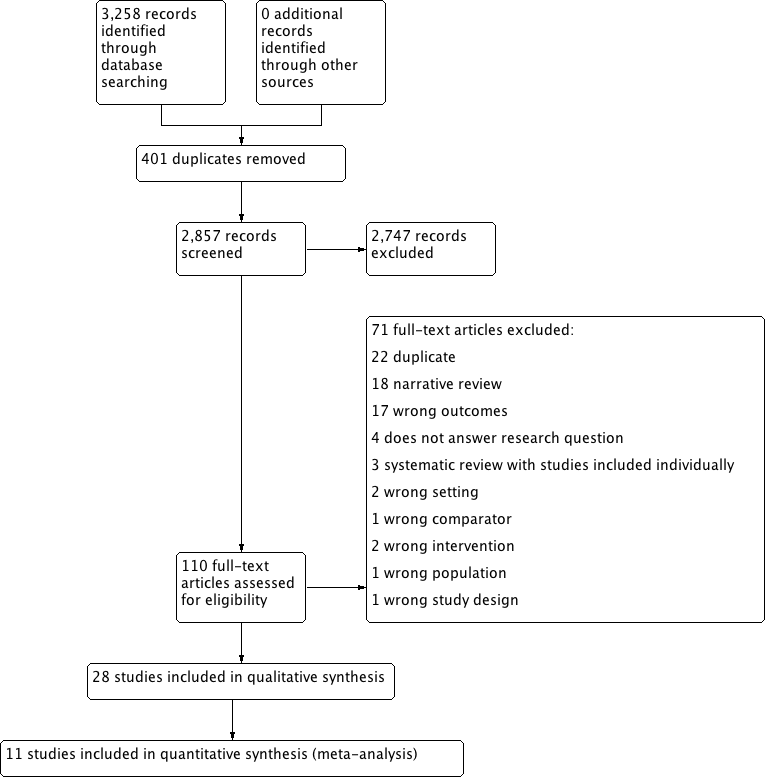 3,258 records
identified
through
database
searching
0 additional
records
identified
through other
sources
401 duplicates removed
2,857 records
screened
2,747 records
excluded
71 full-text articles excluded:
22 duplicate
18 narrative review
17 wrong outcomes
4 does not answer research question
3 systematic review with studies included individually
2 wrong setting
1 wrong comparator
2 wrong intervention
1 wrong population
1 wrong study design
110 full-text
articles assessed
for eligibility
28 studies included in qualitative synthesis
11 studies included in quantitative synthesis (meta-analysis)